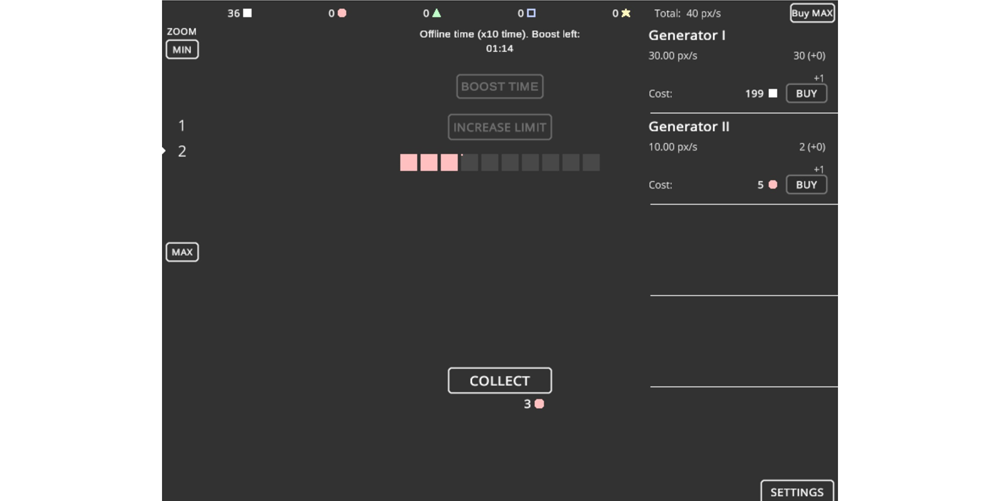 36 0 0 0 0 Total: 40 px/s Buy MAX
ZOOM
MIN
1
2
MAX
Offline time (x10 time). Boost left:
01:14
BOOST TIME
INCREASE LIMIT
COLLECT
3
Generator I
30.00 px/s 30 (+0)
+1
Cost: 199 BUY
Generator II
10.00 px/s 2 (+0)
+1
Cost: 5 BUY
SETTINGS